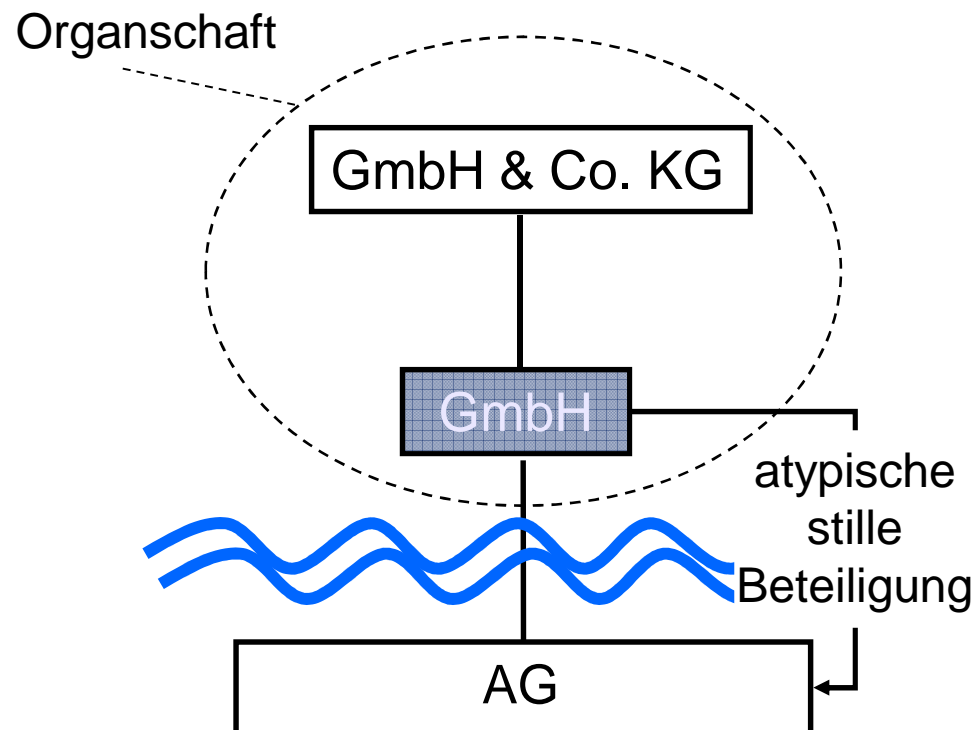 Organschaft
GmbH & Co. KG
GmbH
atypische
stille
Beteiligung
AG